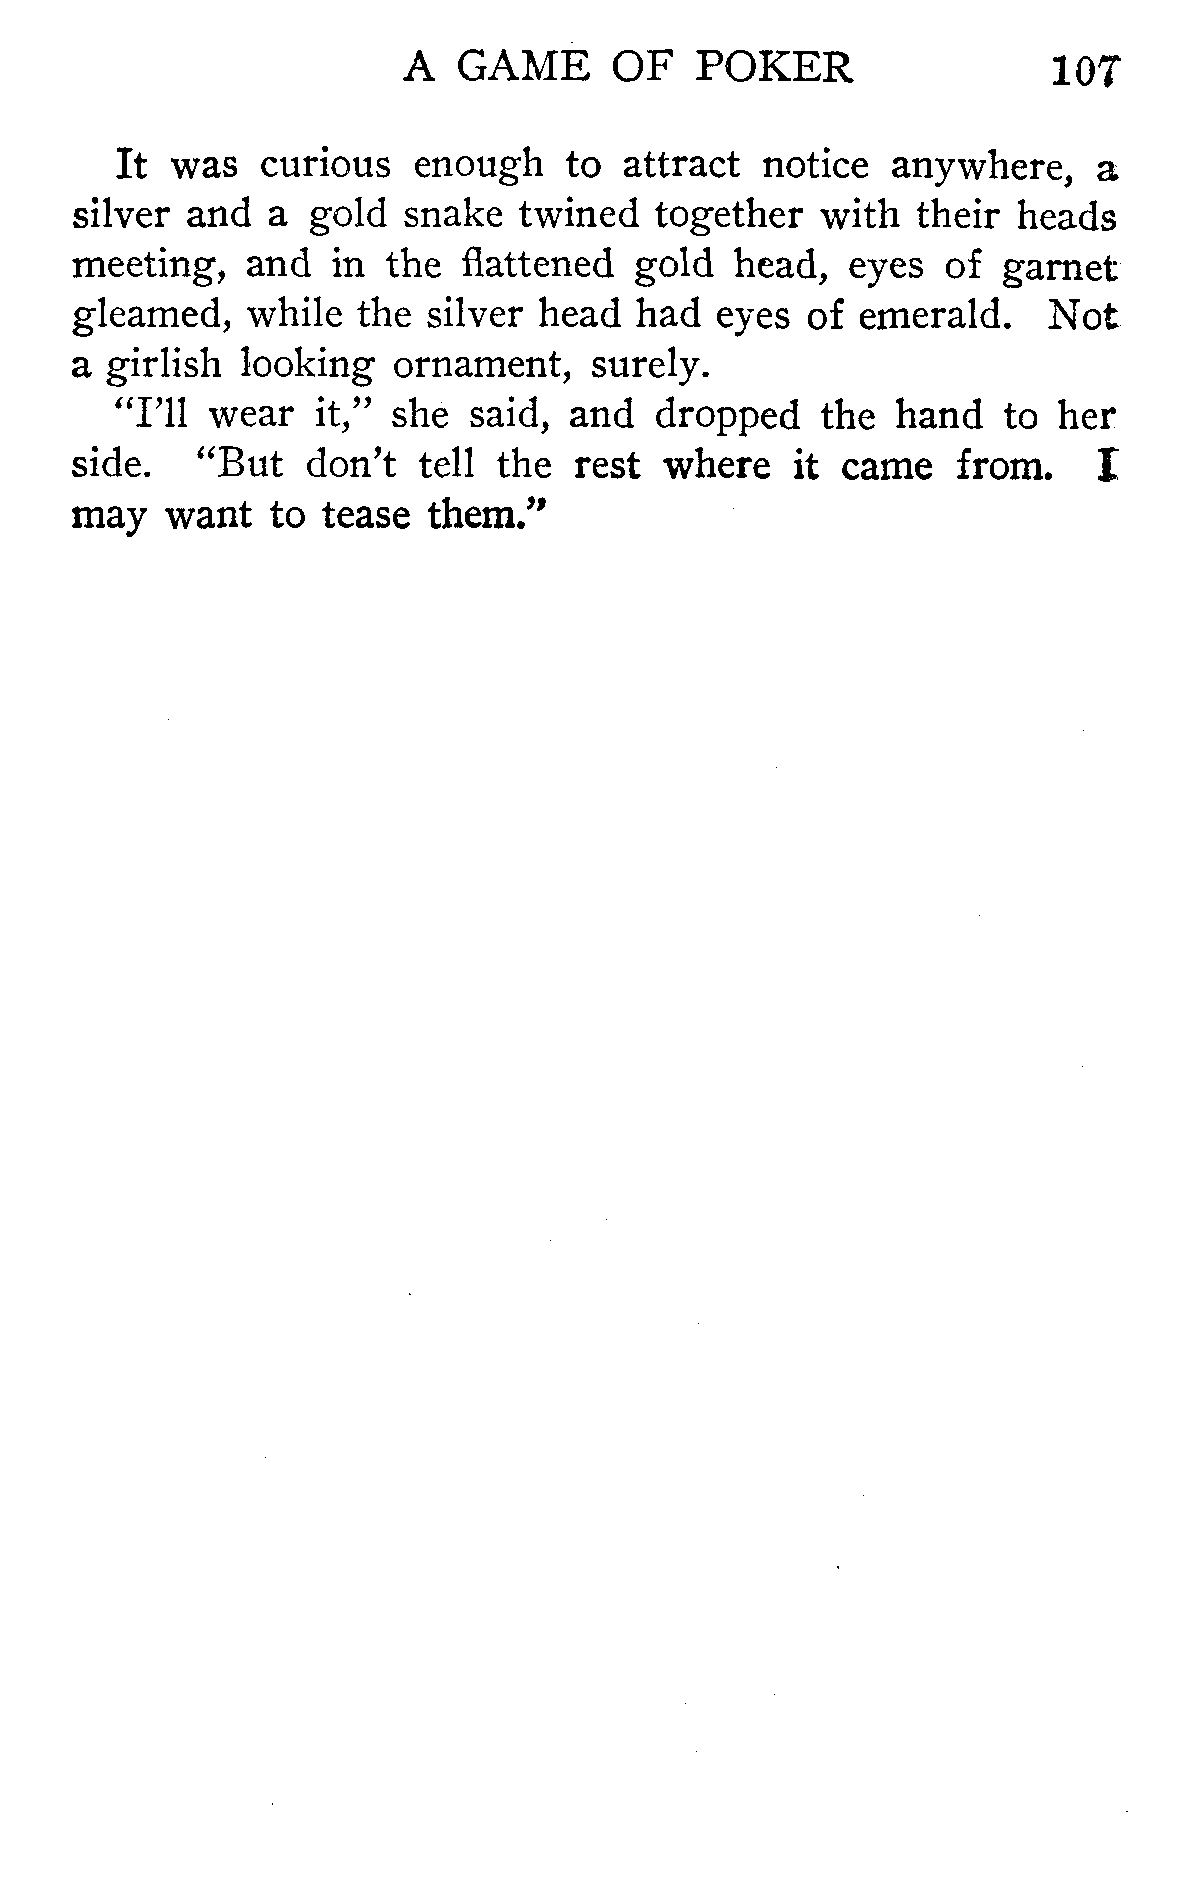 A GAME OF POKER 107
It was curious enough to attract notice anywhere, a
silver and a gold snake twined together with their heads
meeting, and in the flattened gold head, eyes of garnet
gleamed, while the silver head had eyes of emerald. Not
a girlish looking ornament, surely.
“I’ll wear it,” she said, and dropped the hand to her
side. “But don’t tell the rest where it came from. I
may want to tease them.”